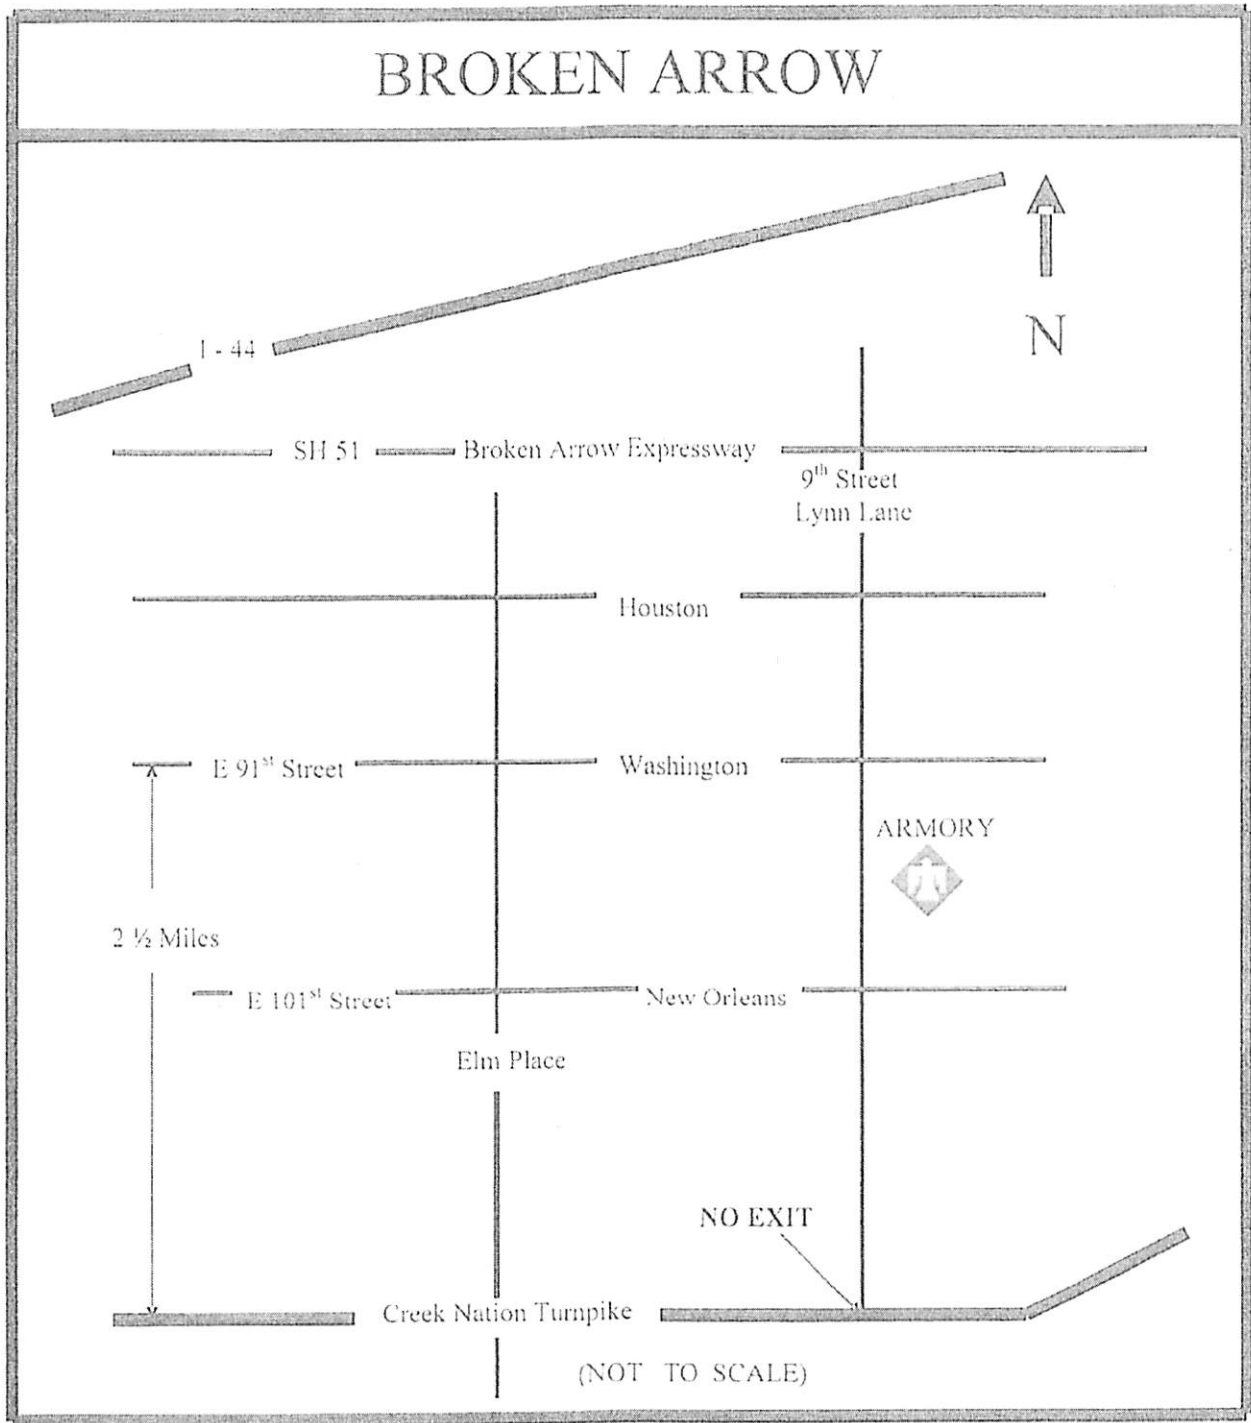 BROKEN ARROW
N
I - 44
SH 51 Broken Arrow Expressway
9th Street
Lynn Lane
Houston
E 91st Street Washington
ARMORY
2 ½ Miles
E 101st Street New Orleans
Elm Place
NO EXIT
Creek Nation Turnpike
(NOT TO SCALE)